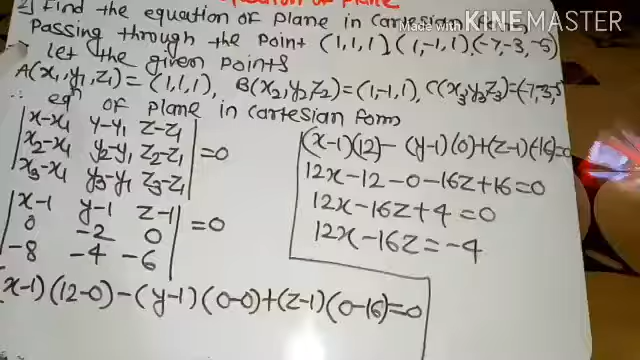 Made with KINEMASTER
2) Find the equation of plane in cartesian
Passing through the point (1,1,1) (1,-1,1) (-7,-3,-5)
Let the given points
A(x₁,y₁,z₁)=(1,1,1), B(x₂,y₂,z₂)=(1,-1,1), C(x₃y₃z₃)=(-7,-3,-5
∴ eqⁿ of plane in cartesian form
|x-x₁ y-y₁ z-z₁|
|x₂-x₁ y₂-y₁ z₂-z₁| =0
|x₃-x₁ y₃-y₁ z₃-z₁|
|x-1 y-1 z-1|
|0 -2 0| =0
|-8 -4 -6|
(x-1)(12-0)-(y-1)(0-0)+(z-1)(0-16)=0
(x-1)(12)-(y-1)(0)+(z-1)(-16)=0
12x-12-0-16z+16=0
12x-16z+4=0
12x-16z=-4